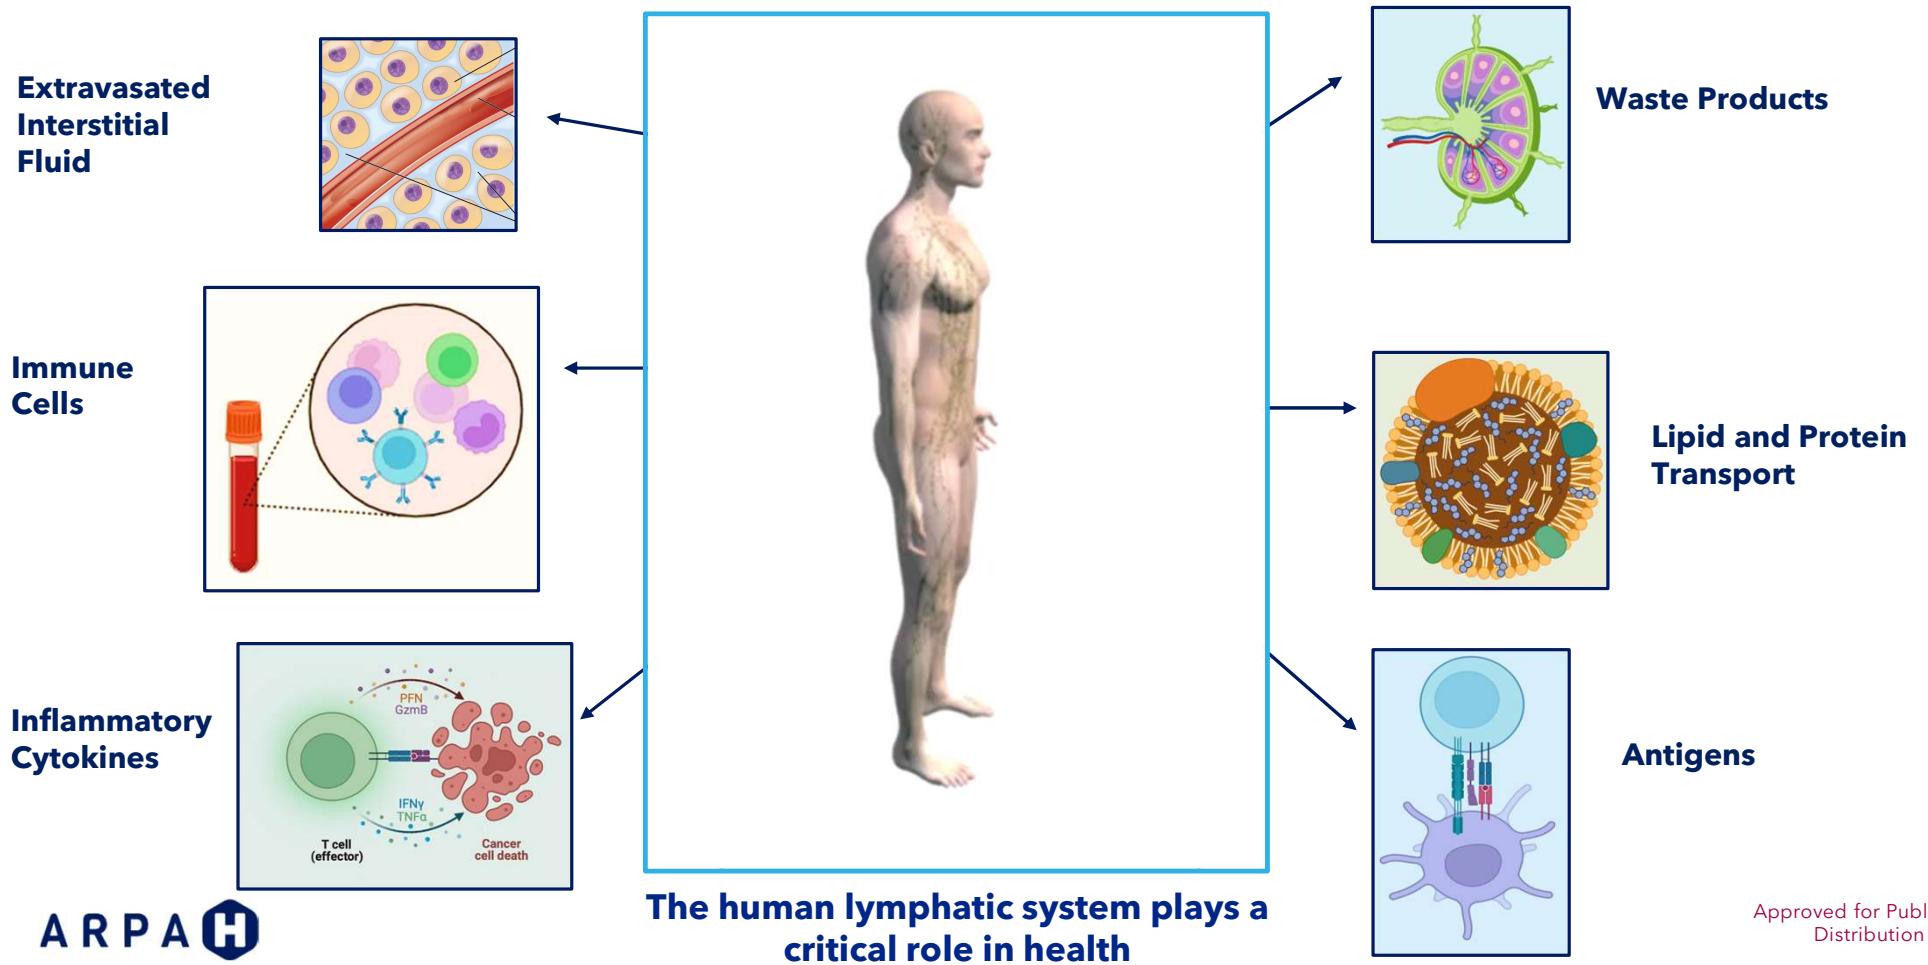 Extravasated
Interstitial
Fluid
Waste Products
Immune
Cells
Lipid and Protein
Transport
Inflammatory
Cytokines
PFN
GzmB
IFNγ
TNFα
T cell
(effector)
Cancer
cell death
Antigens
The human lymphatic system plays a
critical role in health
ARPA H
Approved for Publ
Distribution